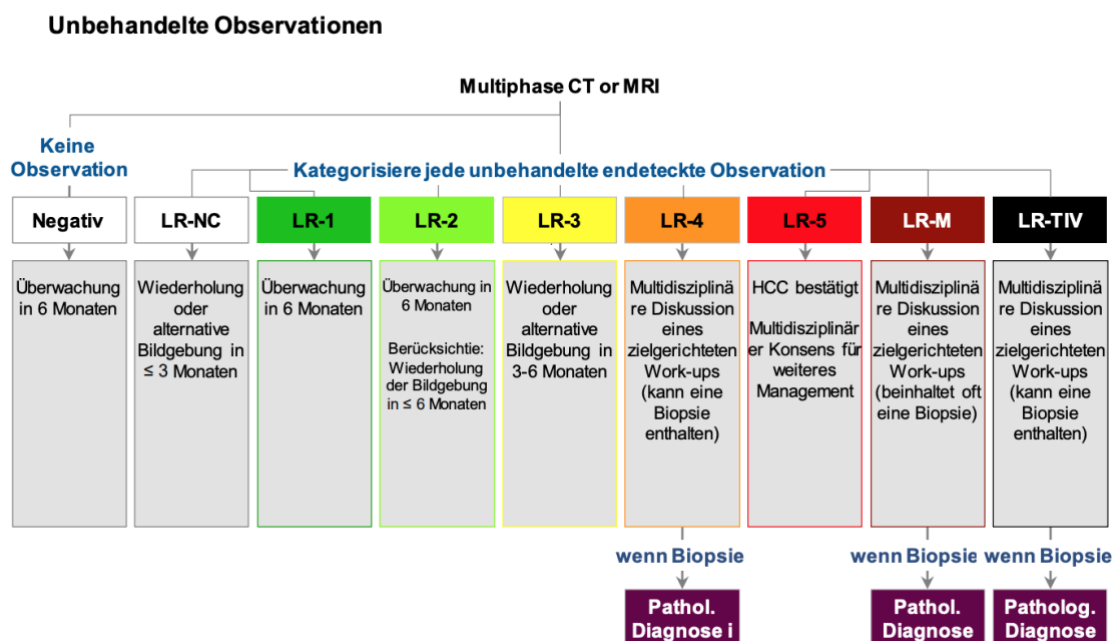 Unbehandelte Observationen
Multiphase CT or MRI
Keine
Observation
Kategorisiere jede unbehandelte endeteckte Observation
Negativ
LR-NC
LR-1
LR-2
LR-3
LR-4
LR-5
LR-M
LR-TIV
Überwachung
in 6 Monaten
Wiederholung
oder
alternative
Bildgebung in
≤ 3 Monaten
Überwachung
in 6 Monaten
Überwachung in
6 Monaten
Berücksichtie:
Wiederholung
der Bildgebung
in ≤ 6 Monaten
Wiederholung
oder
alternative
Bildgebung in
3-6 Monaten
Multidisziplinä
re Diskussion
eines
zielgerichteten
Work-ups
(kann eine
Biopsie
enthalten)
HCC bestätigt
Multidisziplinär
er Konsens für
weiteres
Management
Multidisziplinä
re Diskussion
eines
zielgerichteten
Work-ups
(beinhaltet oft
eine Biopsie)
Multidisziplinä
re Diskussion
eines
zielgerichteten
Work-ups
(kann eine
Biopsie
enthalten)
wenn Biopsie
wenn Biopsie
wenn Biopsie
Pathol.
Diagnose i
Pathol.
Diagnose
Patholog.
Diagnose